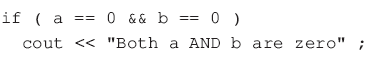 if ( a == 0 && b == 0 )
cout << "Both a AND b are zero" ;